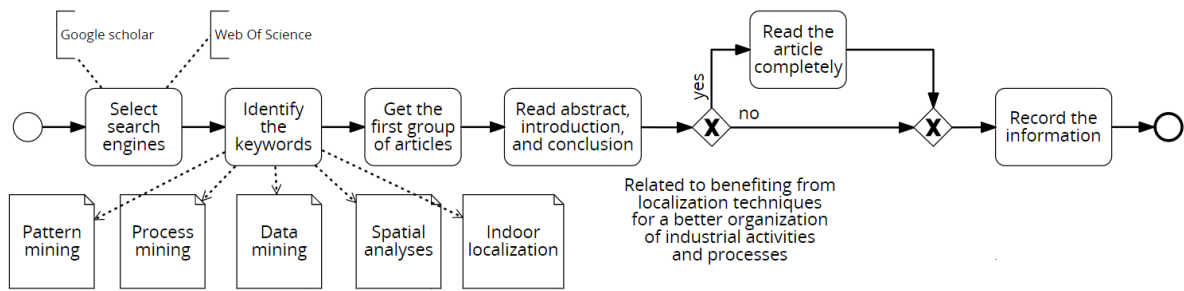 Google scholar
Web Of Science
Select
search
engines
Identify
the
keywords
Get the
first group
of articles
Read abstract,
introduction,
and conclusion
yes
no
Read the
article
completely
X
X
Record the
information
Related to benefiting from
localization techniques
for a better organization
of industrial activities
and processes
Pattern
mining
Process
mining
Data
mining
Spatial
analyses
Indoor
localization